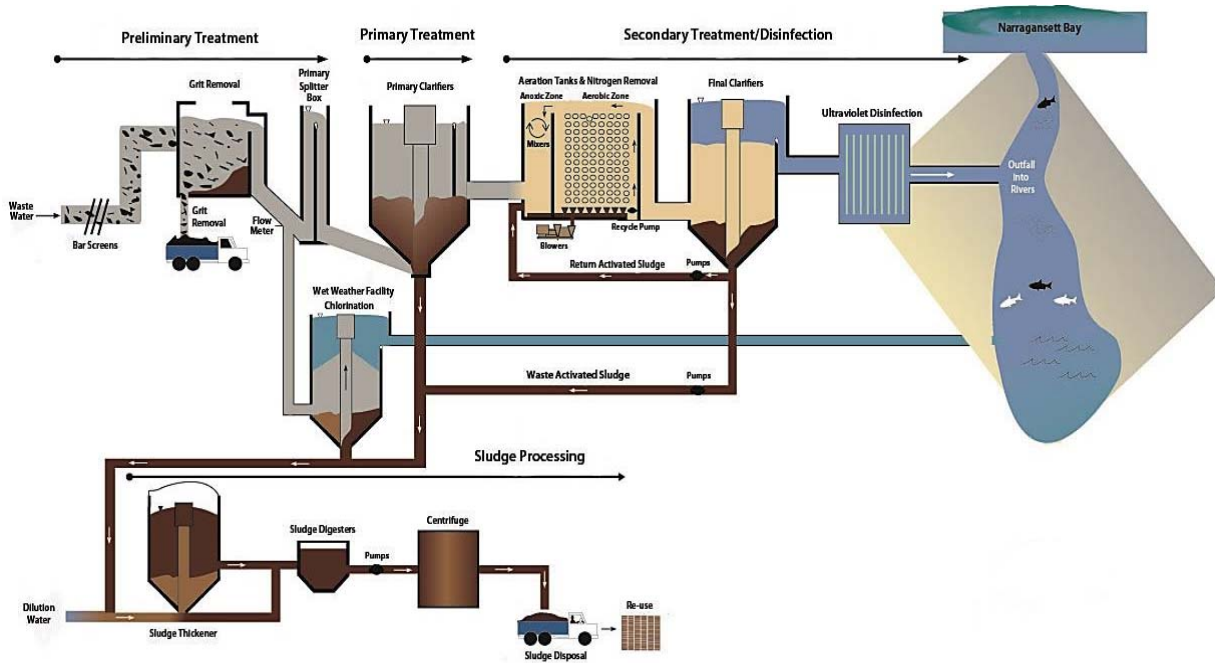 Preliminary Treatment
Primary Treatment
Secondary Treatment/Disinfection
Narragansett Bay
Grit Removal
Primary
Splitter
Box
Primary Clarifiers
Aeration Tanks & Nitrogen Removal
Anoxic Zone
Aerobic Zone
Final Clarifiers
Ultraviolet Disinfection
Mixers
Waste
Water
Bar Screens
Grit
Removal
Flow
Meter
Blowers
Recycle Pump
Outfall
Into
Rivers
Return Activated Sludge
Pumps
Wet Weather Facility
Chlorination
Waste Activated Sludge
Pumps
Sludge Processing
Sludge Digesters
Centrifuge
Pumps
Dilution
Water
Sludge Thickener
Re-use
Sludge Disposal